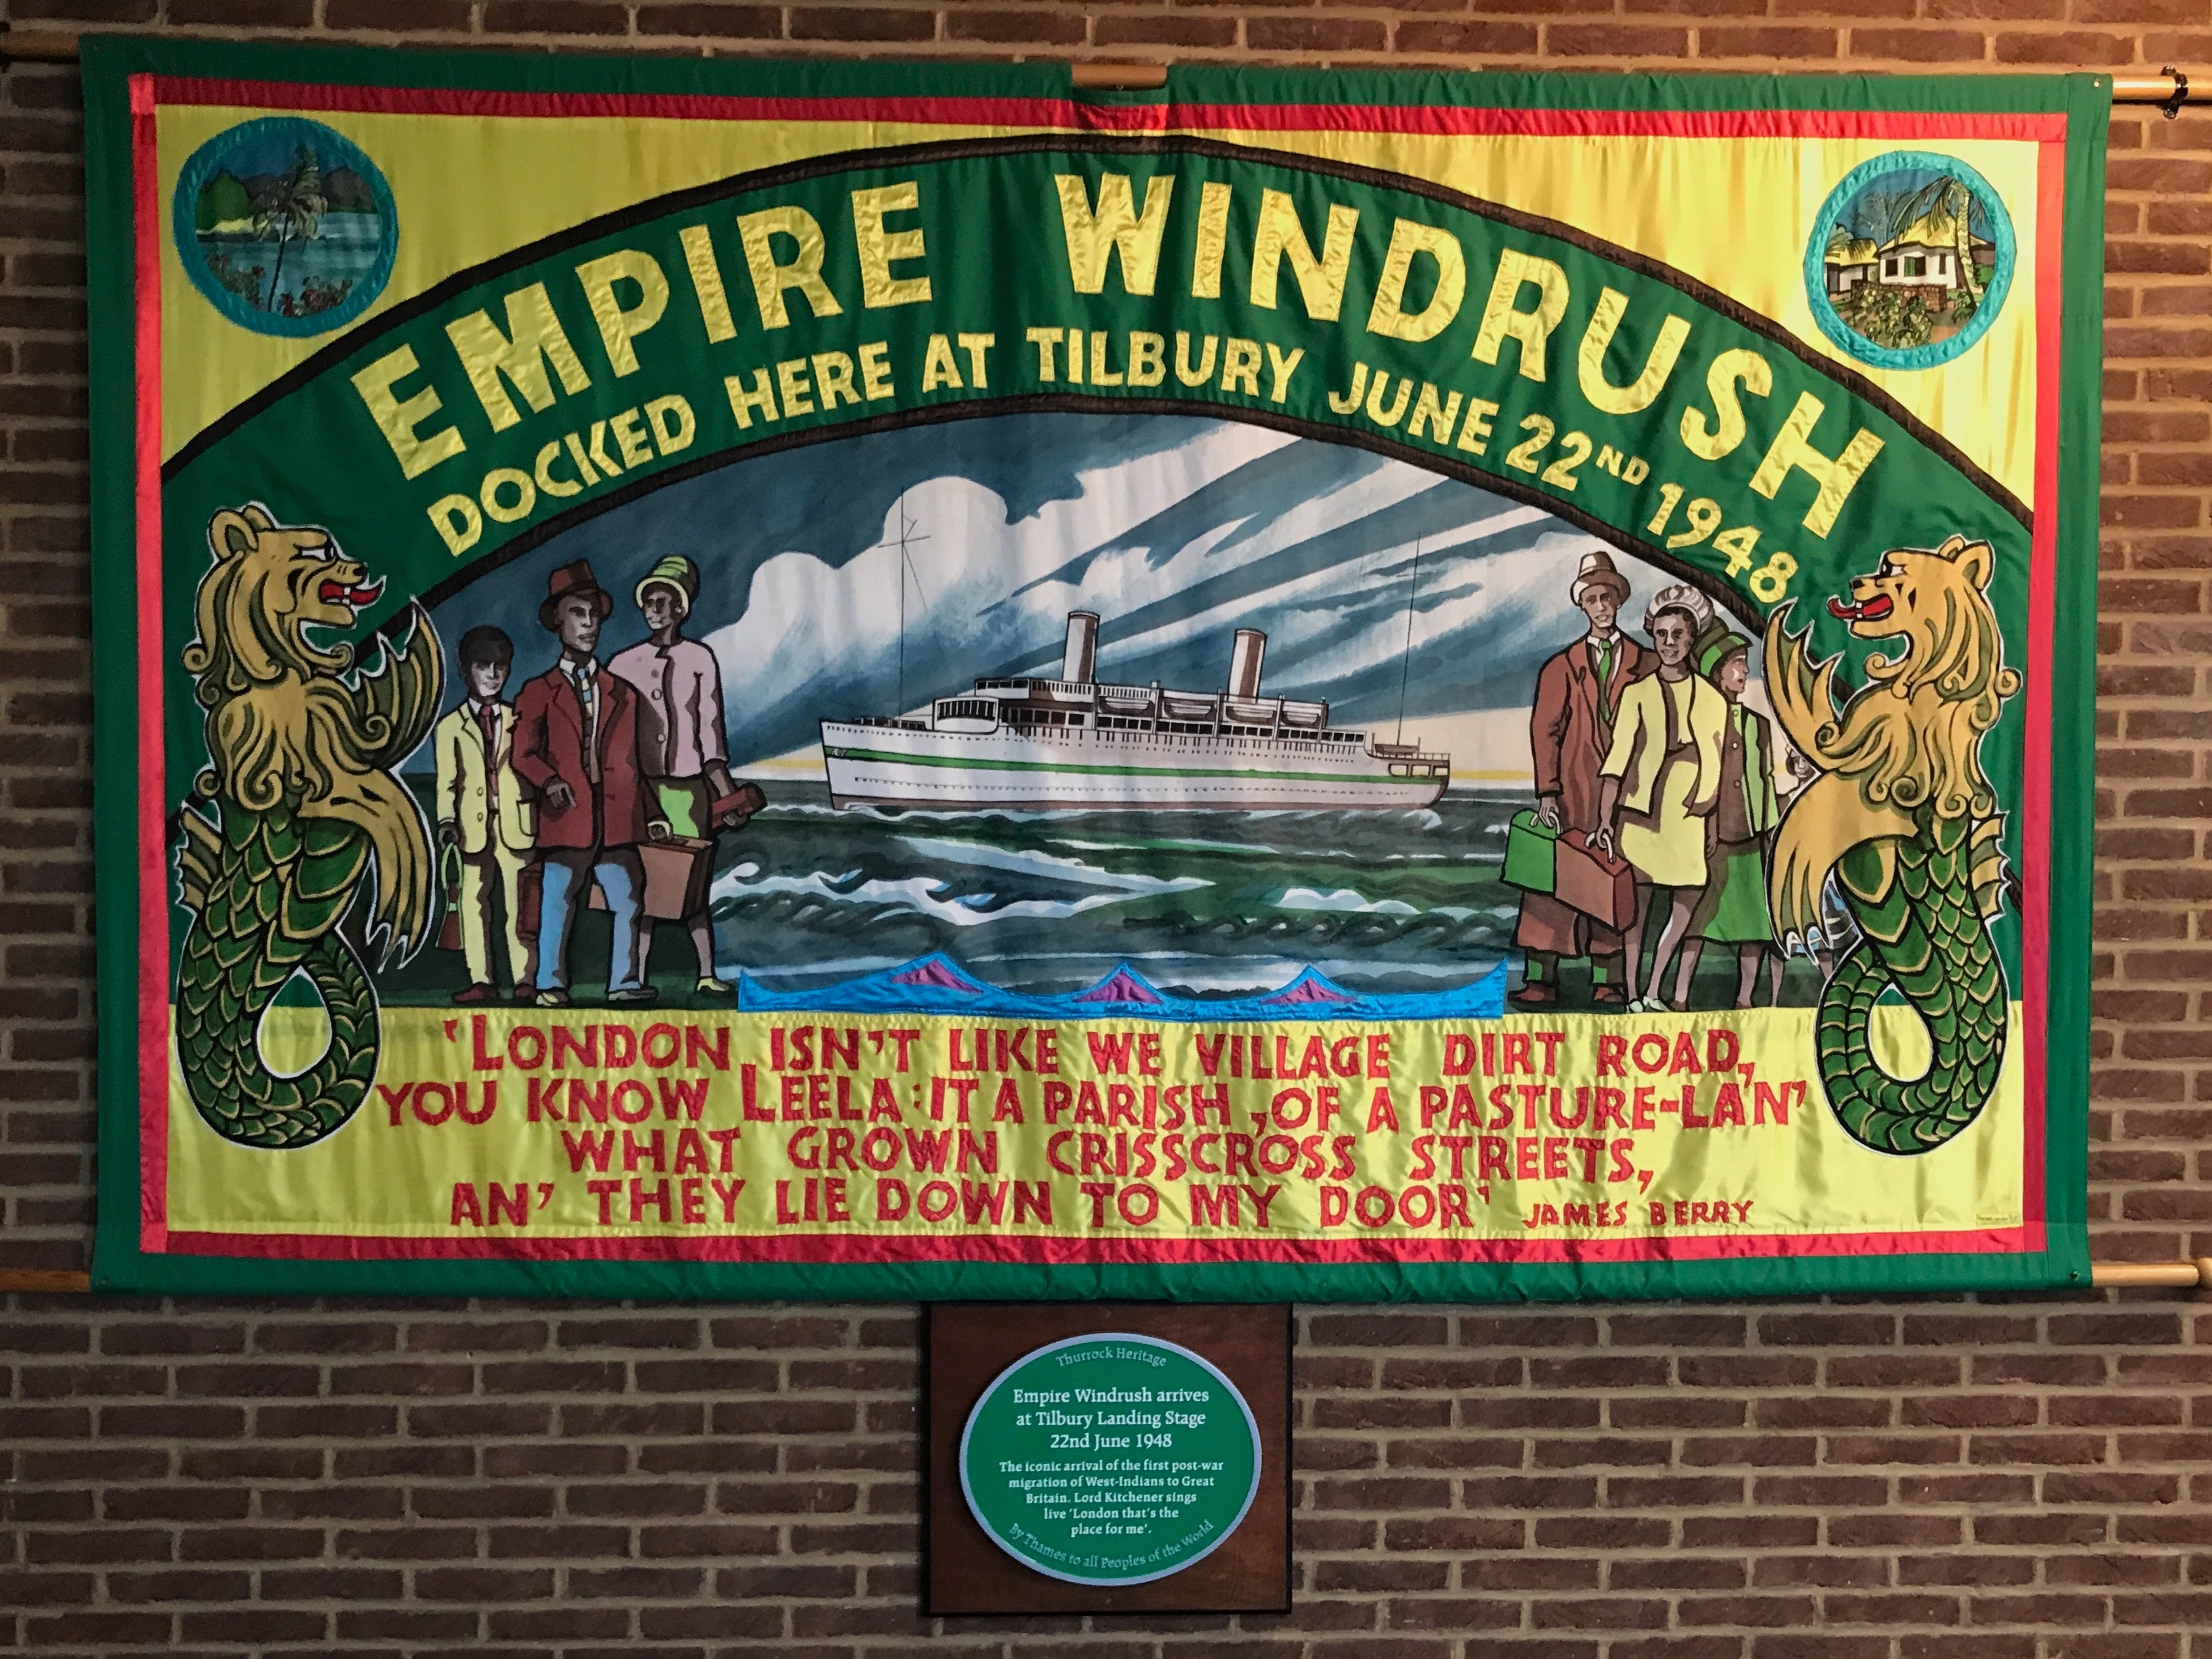 EMPIRE WINDRUSH
DOCKED HERE AT TILBURY JUNE 22ND 1948
'LONDON ISN'T LIKE WE VILLAGE DIRT ROAD,
YOU KNOW LEELA: IT A PARISH, OF A PASTURE-LAN'
WHAT GROWN CRISSCROSS STREETS,
AN' THEY LIE DOWN TO MY DOOR' JAMES BERRY
Thurrock Heritage
Empire Windrush arrives
at Tilbury Landing Stage
22nd June 1948
The iconic arrival of the first post-war
migration of West-Indians to Great
Britain. Lord Kitchener sings
live 'London that's the
place for me'.
By Thames to all Peoples of the World